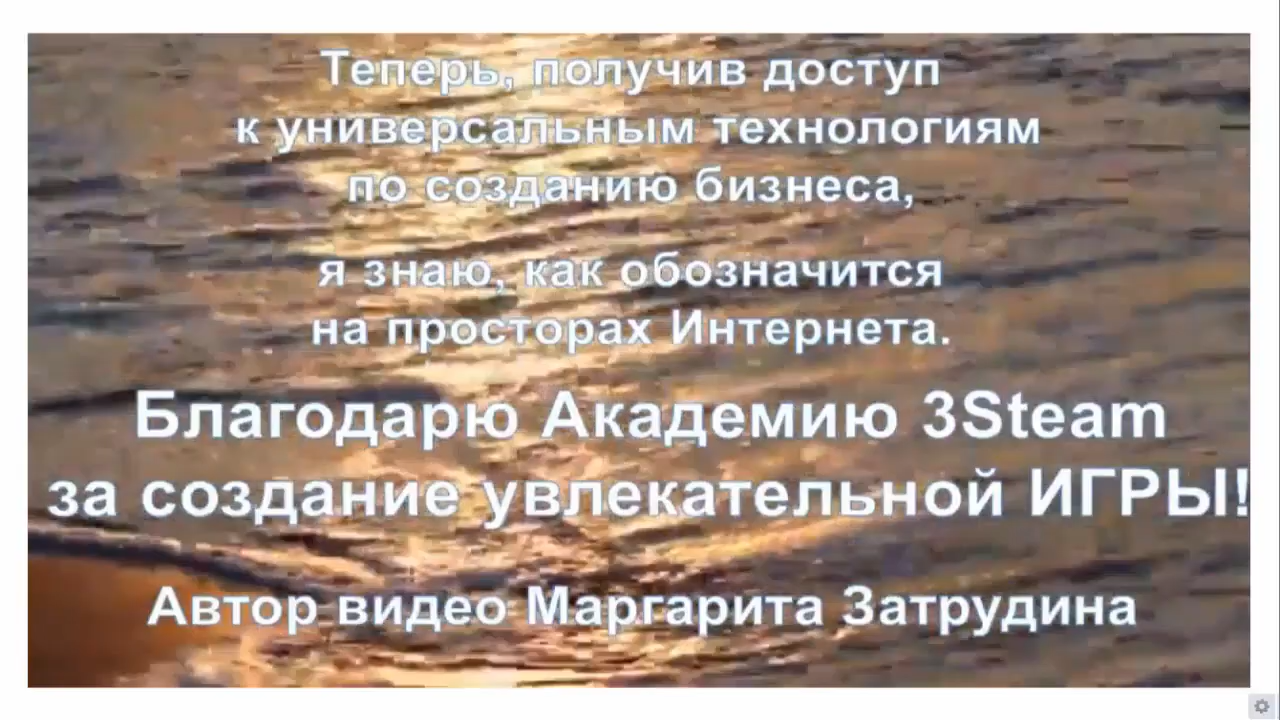 Теперь, получив доступ
к универсальным технологиям
по созданию бизнеса,
я знаю, как обозначится
на просторах Интернета.
Благодарю Академию 3Steam
за создание увлекательной ИГРЫ!
Автор видео Маргарита Затрудина